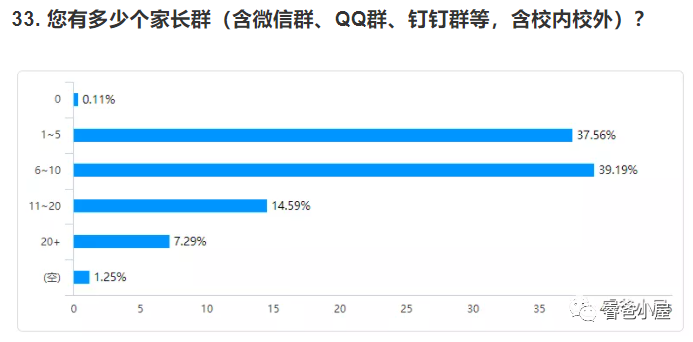 33. 您有多少个家长群（含微信群、QQ群、钉钉群等，含校内校外）？
0 0.11%
1~5 37.56%
6~10 39.19%
11~20 14.59%
20+ 7.29%
(空) 1.25%
0 5 10 15 20 25 30 35
睿爸小屋